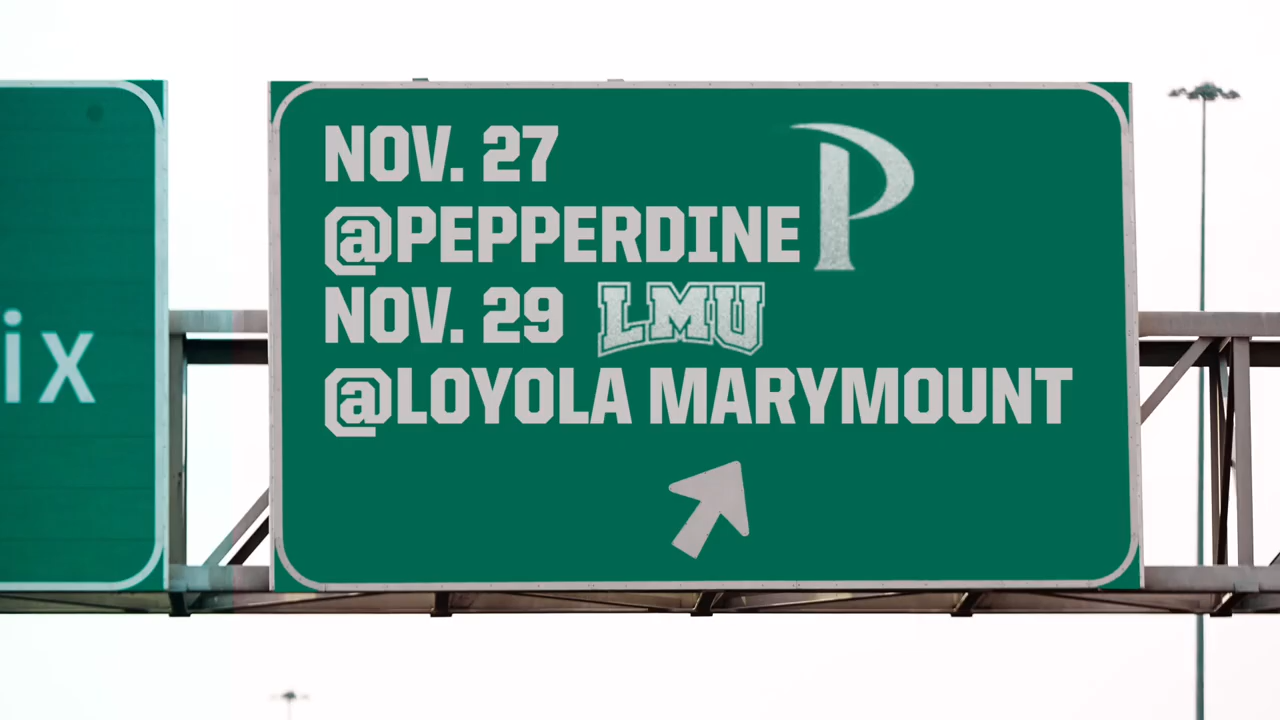 ix
NOV. 27
@PEPPERDINE P
NOV. 29 LMU
@LOYOLA MARYMOUNT